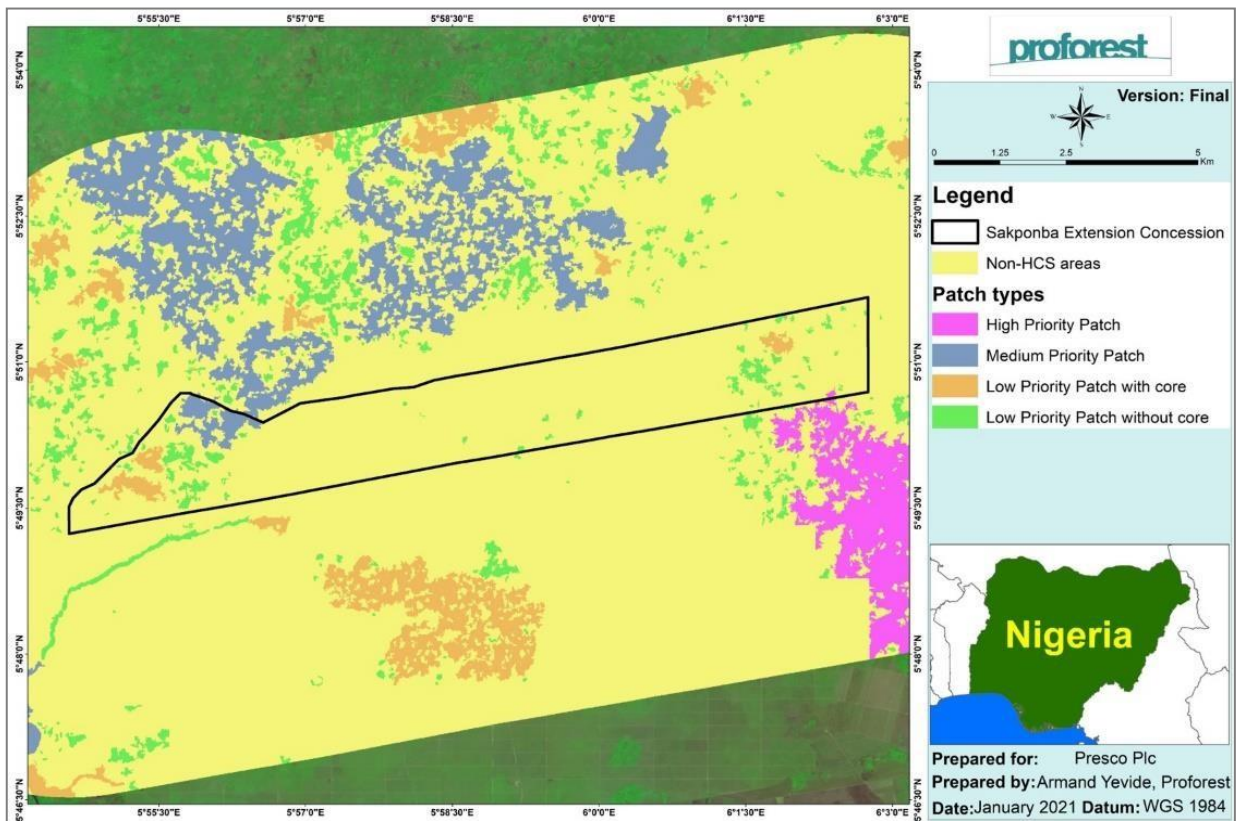 5°55'30"E 5°57'0"E 5°58'30"E 6°0'0"E 6°1'30"E 6°3'0"E
5°54'0"N
5°52'30"N
5°51'0"N
5°49'30"N
5°48'0"N
5°46'30"N
5°54'0"N
5°52'30"N
5°51'0"N
5°49'30"N
5°48'0"N
5°46'30"N
5°55'30"E 5°57'0"E 5°58'30"E 6°0'0"E 6°1'30"E 6°3'0"E
proforest
Version: Final
N
W E
S
0 1.25 2.5 5
Km
Legend
Sakponba Extension Concession
Non-HCS areas
Patch types
High Priority Patch
Medium Priority Patch
Low Priority Patch with core
Low Priority Patch without core
Nigeria
Prepared for: Presco Plc
Prepared by: Armand Yevide, Proforest
Date: January 2021 Datum: WGS 1984